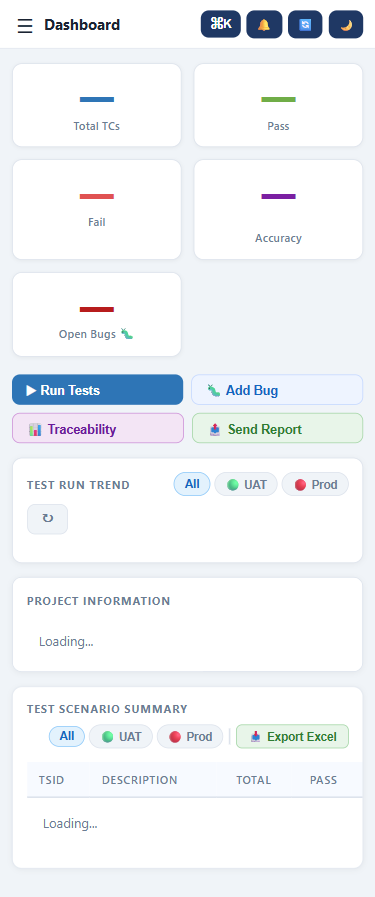 ☰ Dashboard ⌘K
— —
Total TCs Pass
— —
Fail Accuracy
—
Open Bugs 🐛
▶ Run Tests 🐛 Add Bug
📊 Traceability 📤 Send Report
TEST RUN TREND All 🟢 UAT 🔴 Prod
↻
PROJECT INFORMATION
Loading...
TEST SCENARIO SUMMARY
All 🟢 UAT 🔴 Prod 📥 Export Excel
TSID DESCRIPTION TOTAL PASS
Loading...